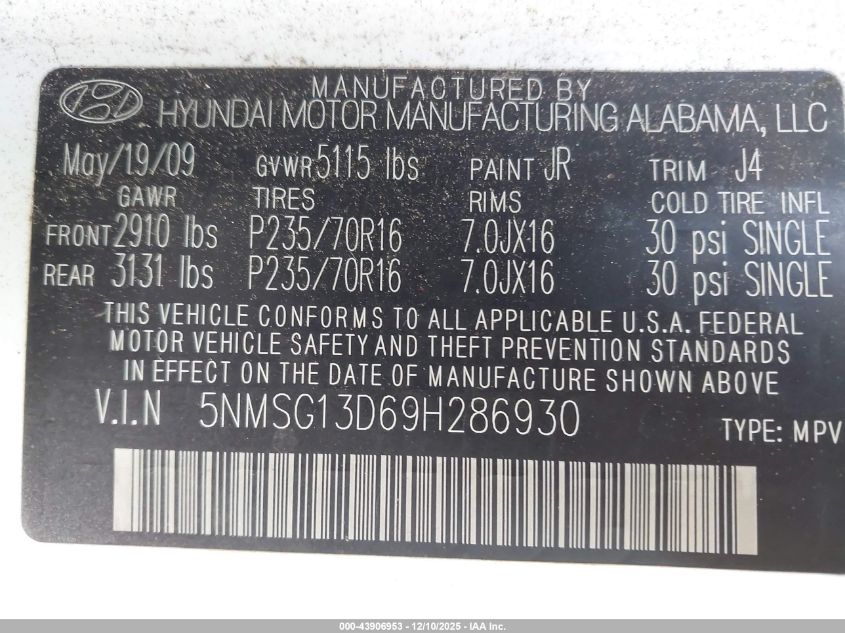 MANUFACTURED BY
HYUNDAI MOTOR MANUFACTURING ALABAMA, LLC
May/19/09 GVWR 5115 lbs PAINT JR TRIM J4
GAWR TIRES RIMS COLD TIRE INFL
FRONT 2910 lbs P235/70R16 7.0JX16 30 psi SINGLE
REAR 3131 lbs P235/70R16 7.0JX16 30 psi SINGLE
THIS VEHICLE CONFORMS TO ALL APPLICABLE U.S.A. FEDERAL
MOTOR VEHICLE SAFETY AND THEFT PREVENTION STANDARDS
IN EFFECT ON THE DATE OF MANUFACTURE SHOWN ABOVE
V.I.N 5NMSG13D69H286930 TYPE: MPV
000-43906953 - 12/10/2025 - IAA Inc.